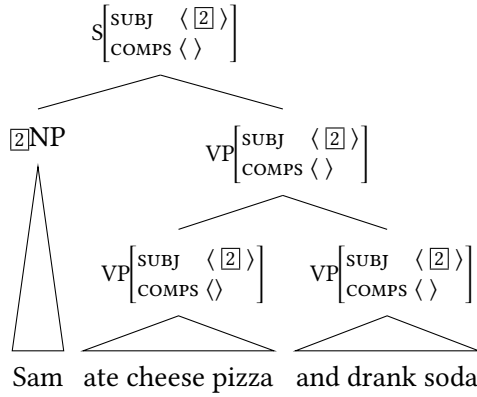 S[SUBJ ⟨ 2 ⟩
COMPS ⟨ ⟩]
2NP
VP[SUBJ ⟨ 2 ⟩
COMPS ⟨ ⟩]
VP[SUBJ ⟨ 2 ⟩
COMPS ⟨⟩]
VP[SUBJ ⟨ 2 ⟩
COMPS ⟨ ⟩]
Sam ate cheese pizza and drank soda